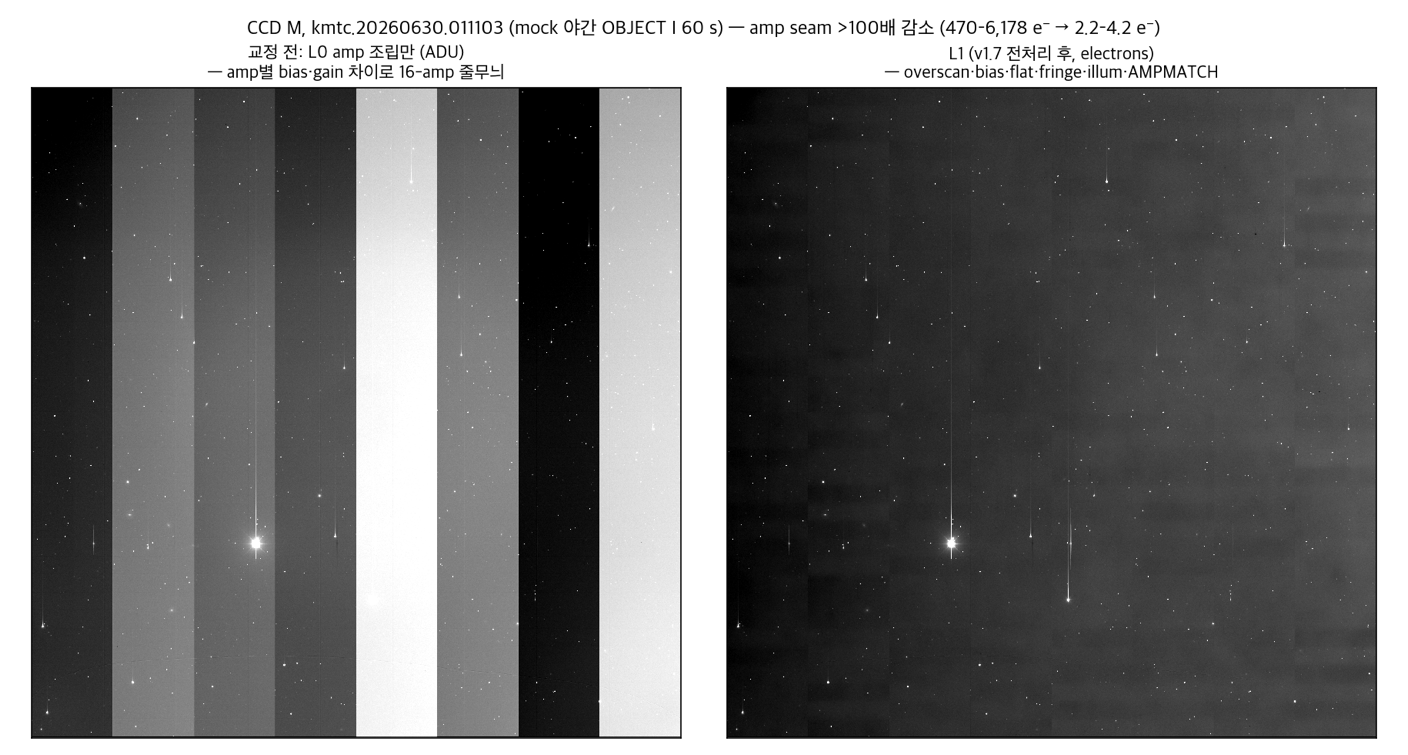 CCD M, kmtc.20260630.011103 (mock 야간 OBJECT I 60 s) — amp seam >100배 감소 (470-6,178 e⁻ → 2.2-4.2 e⁻)
교정 전: L0 amp 조립만 (ADU)
— amp별 bias·gain 차이로 16-amp 줄무늬
L1 (v1.7 전처리 후, electrons)
— overscan·bias·flat·fringe·illum·AMPMATCH